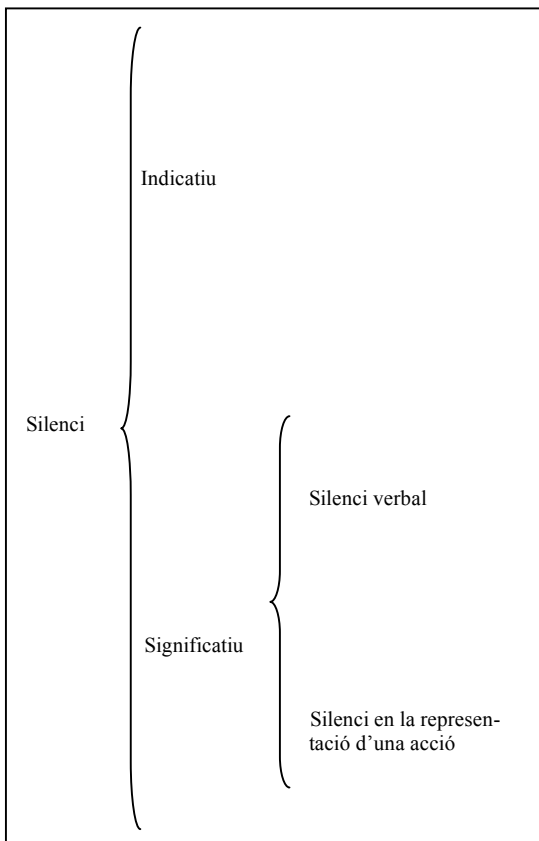 Indicatiu
Silenci
Silenci verbal
Significatiu
Silenci en la represen-
tació d’una acció